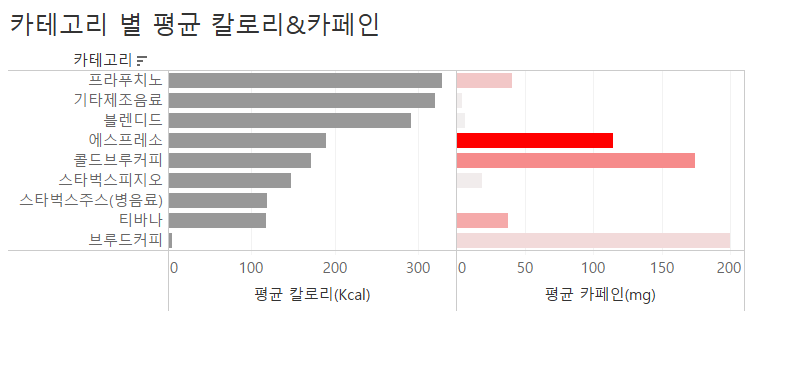 카테고리 별 평균 칼로리&카페인
카테고리
프라푸치노
기타제조음료
블렌디드
에스프레소
콜드브루커피
스타벅스피지오
스타벅스주스(병음료)
티바나
브루드커피
0 100 200 300 0 50 100 150 200
평균 칼로리(Kcal) 평균 카페인(mg)